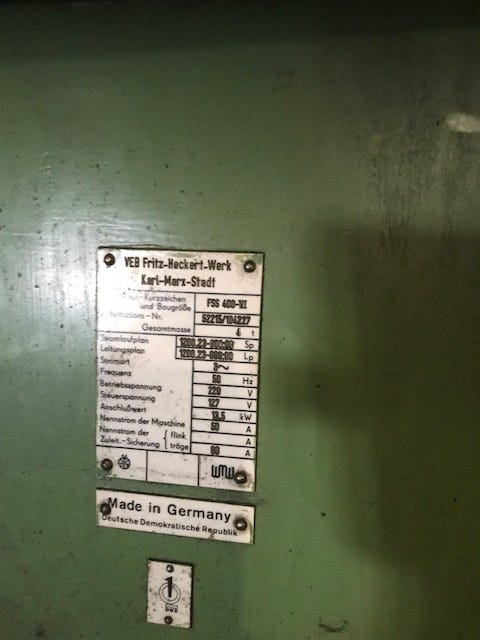 VEB Fritz-Heckert-Werk
Karl-Marx-Stadt
Kurzzeichen
und Baugröße FSS 400-VI
-Nr. 52215/104227
Gesamtmasse 4 t
Stromlaufplan 1200.23-000:00 Sp
Leitungsplan 1200.23-000:00 Lp
Stromart 3~
Frequenz 50 Hz
Betriebsspannung 220 V
Steuerspannung 127 V
Anschlußwert kW
Nennstrom der Maschine 50 A
Nennstrom der { flink A
Zuleit.-Sicherung { träge A
WMW
Made in Germany
Deutsche Demokratische Republik
1